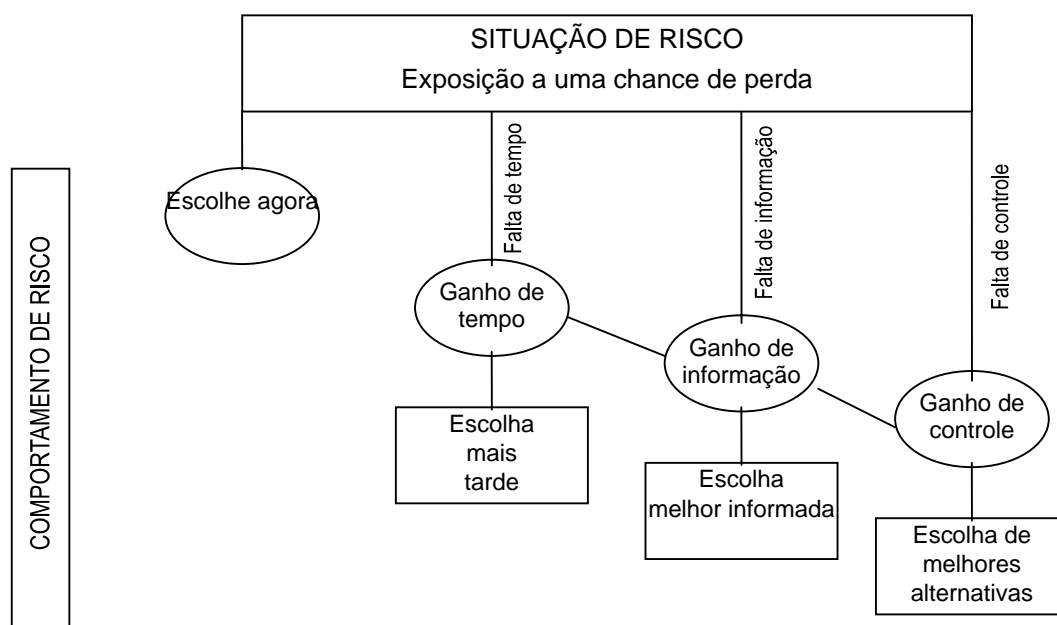 SITUAÇÃO DE RISCO
Exposição a uma chance de perda
COMPORTAMENTO DE RISCO
Escolhe agora
Falta de tempo
Ganho de
tempo
Escolha
mais
tarde
Falta de informação
Ganho de
informação
Escolha
melhor informada
Falta de controle
Ganho de
controle
Escolha de
melhores
alternativas